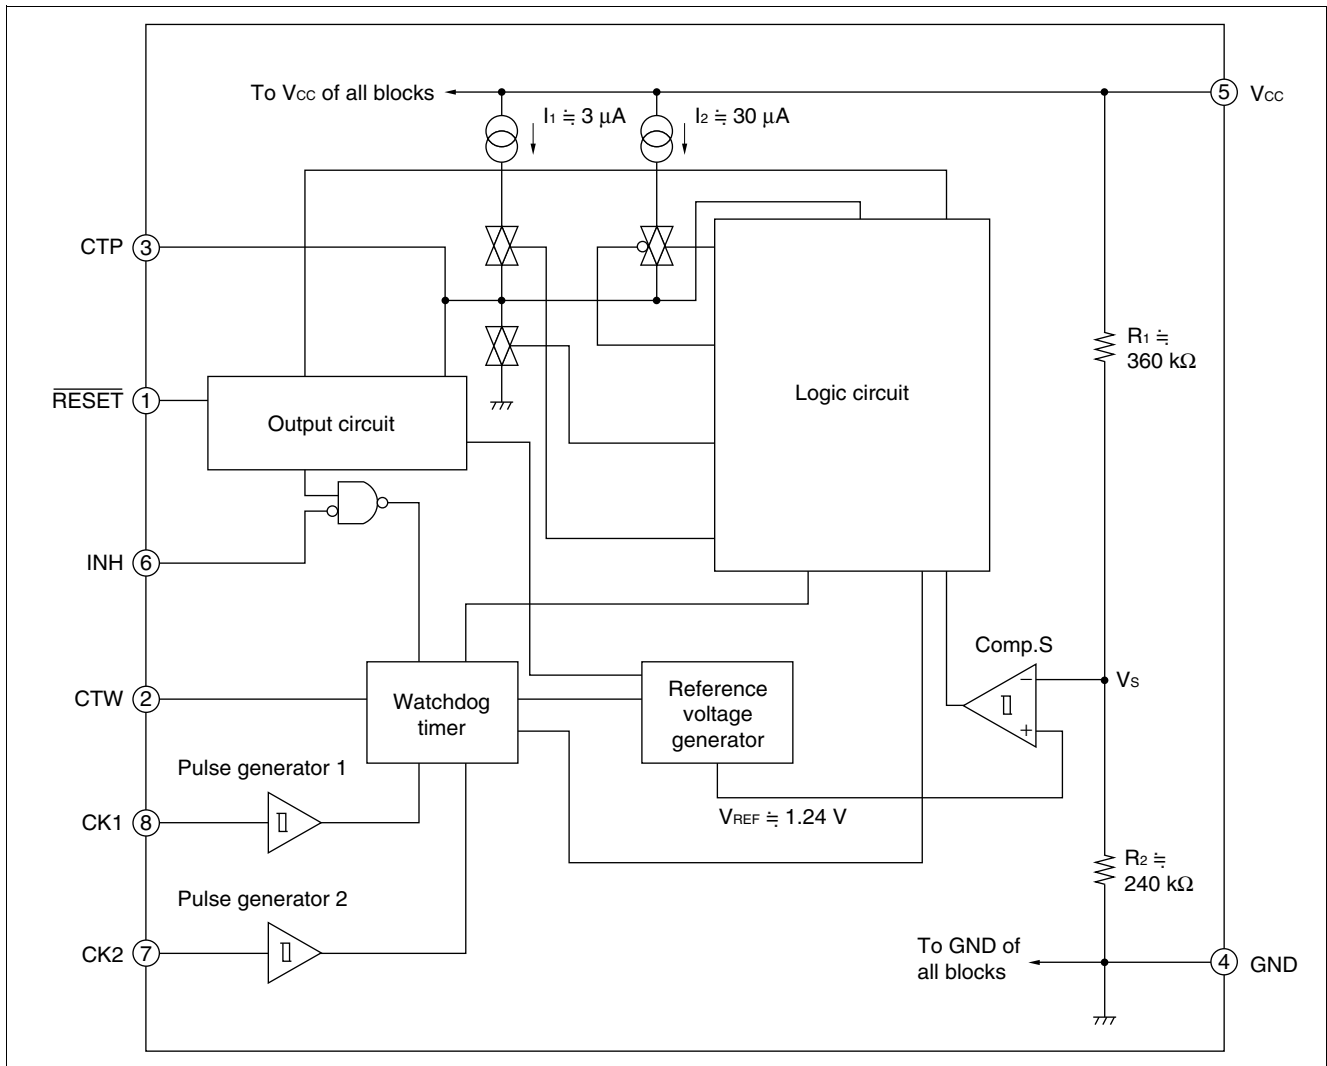 To VCC of all blocks
I1 ≒ 3 μA
I2 ≒ 30 μA
5
VCC
CTP
3
R1 ≒
360 kΩ
Logic circuit
RESET
1
Output circuit
INH
6
Comp.S
−
+
VS
CTW
2
Watchdog
timer
Reference
voltage
generator
Pulse generator 1
VREF ≒ 1.24 V
CK1
8
R2 ≒
240 kΩ
Pulse generator 2
CK2
7
To GND of
all blocks
4
GND